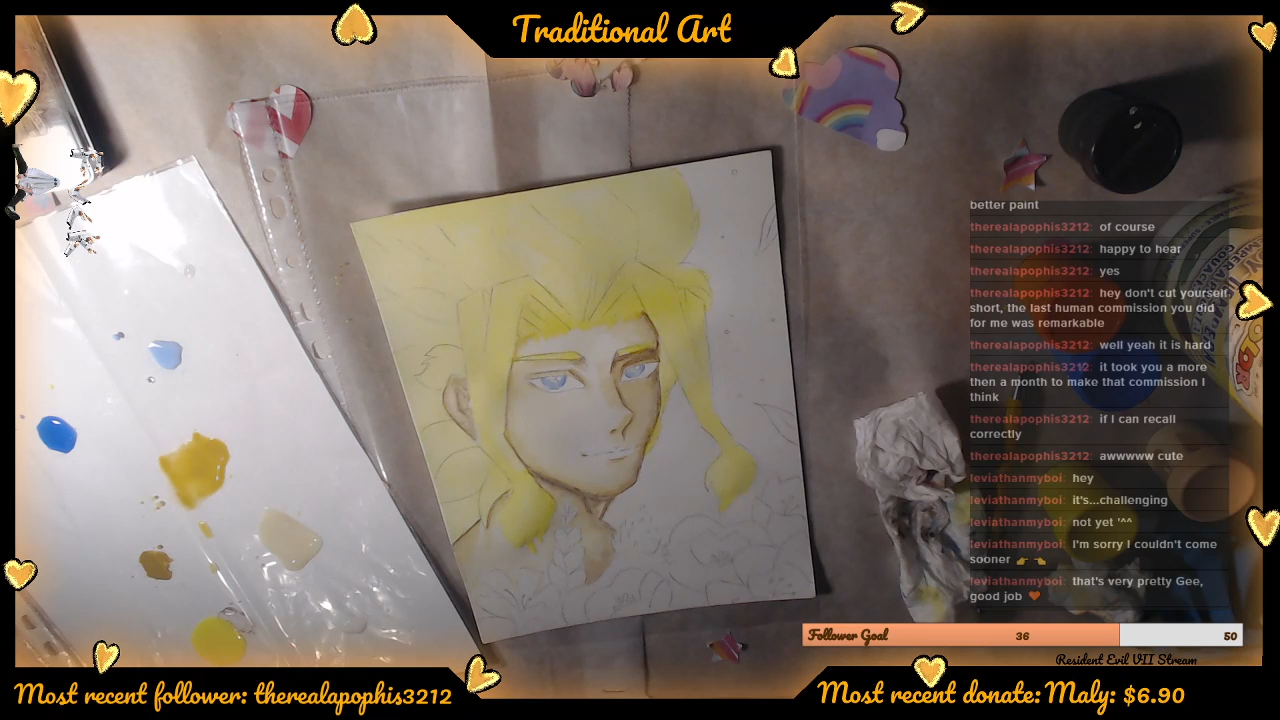 Traditional Art
better paint
therealapophis3212: of course
therealapophis3212: happy to hear
therealapophis3212: yes
therealapophis3212: hey don't cut yourself
short, the last human commission you did
for me was remarkable
therealapophis3212: well yeah it is hard
therealapophis3212: it took you a more
then a month to make that commission I
think
therealapophis3212: if I can recall
correctly
therealapophis3212: awwwww cute
leviathanmyboi: hey
leviathanmyboi: it's...challenging
leviathanmyboi: not yet '^^
leviathanmyboi: I'm sorry I couldn't come
sooner 👉 👈
leviathanmyboi: that's very pretty Gee,
good job ❤
Follower Goal 36 50
Resident Evil VII Stream
Most recent follower: therealapophis3212
Most recent donate: Maly: $6.90